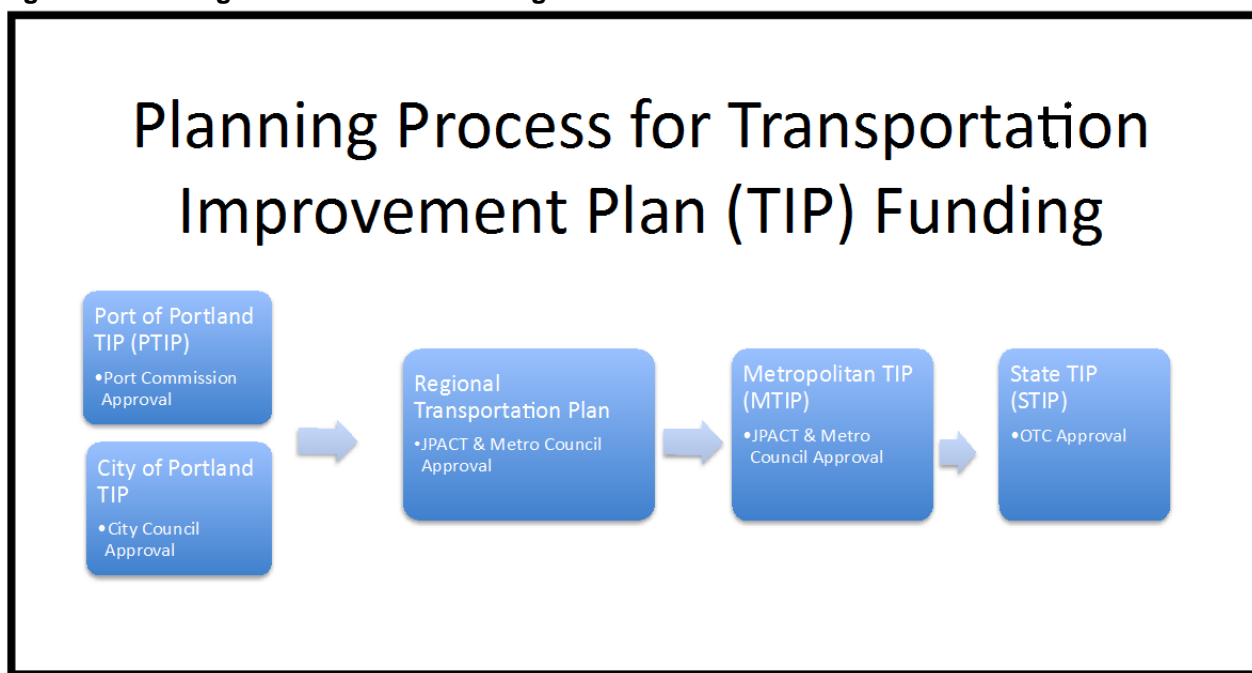 Planning Process for Transportation
Improvement Plan (TIP) Funding
Port of Portland
TIP (PTIP)
•Port Commission
Approval
City of Portland
TIP
•City Council
Approval
Regional
Transportation Plan
•JPACT & Metro Council
Approval
Metropolitan TIP
(MTIP)
•JPACT & Metro
Council Approval
State TIP
(STIP)
•OTC Approval